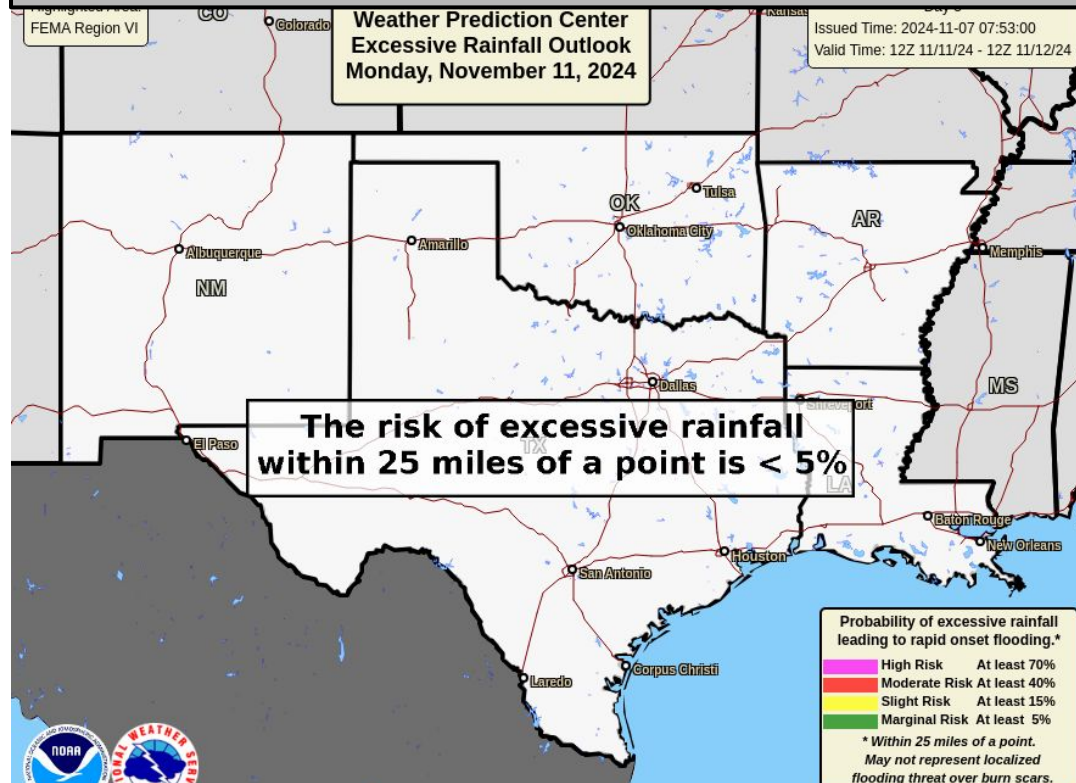 Highlighted Area:
FEMA Region VI
Weather Prediction Center
Excessive Rainfall Outlook
Monday, November 11, 2024
Issued Time: 2024-11-07 07:53:00
Valid Time: 12Z 11/11/24 - 12Z 11/12/24
CO
Colorado
Kansas
Tulsa
OK
Oklahoma City
AR
Albuquerque
Amarillo
Memphis
NM
Dallas
MS
Shreveport
The risk of excessive rainfall
within 25 miles of a point is < 5%
El Paso
TX
LA
Baton Rouge
New Orleans
Houston
San Antonio
Corpus Christi
Laredo
Probability of excessive rainfall
leading to rapid onset flooding.*
High Risk At least 70%
Moderate Risk At least 40%
Slight Risk At least 15%
Marginal Risk At least 5%
* Within 25 miles of a point.
May not represent localized
flooding threat over burn scars.
NOAA